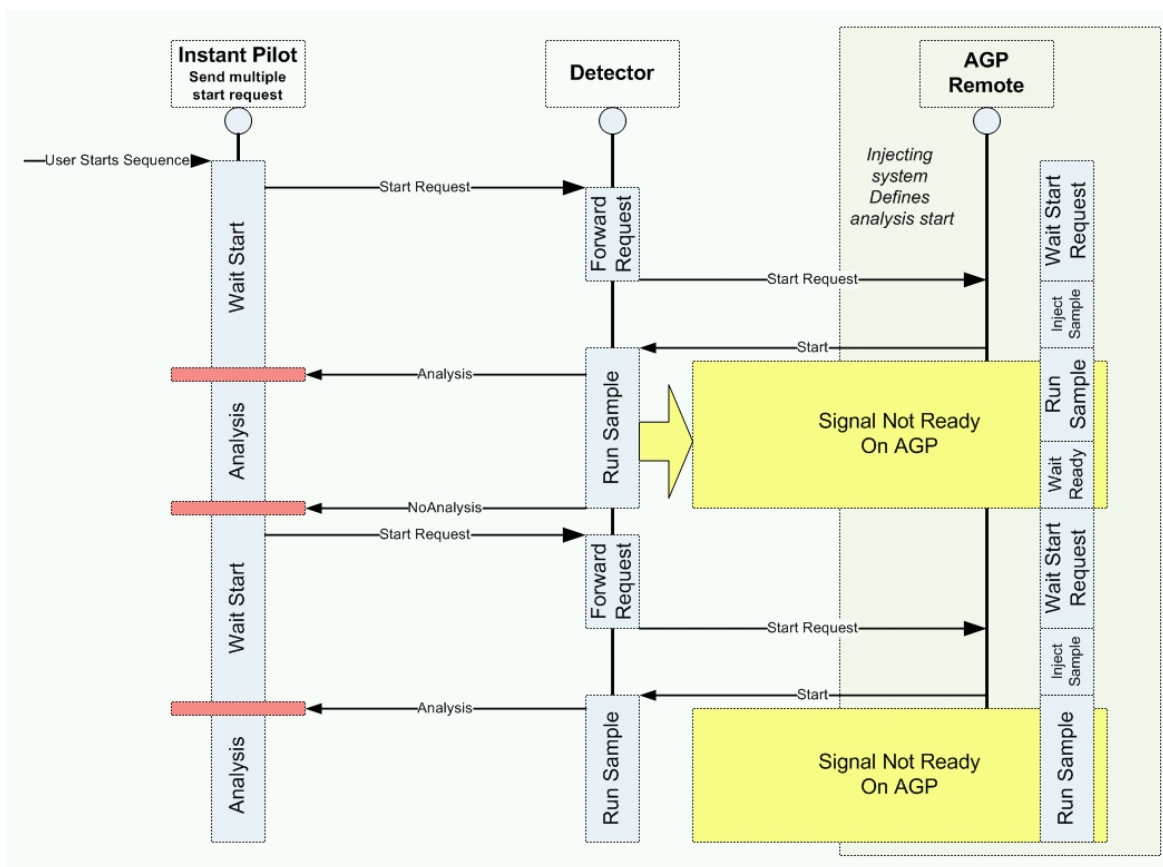 Instant Pilot
Send multiple
start request
Detector
AGP
Remote
User Starts Sequence
Injecting
system
Defines
analysis start
Start Request
Wait Start
Forward
Request
Wait Start
Request
Start Request
Inject
Sample
Start
Analysis
Run Sample
Run
Sample
Signal Not Ready
On AGP
Analysis
Wait
Ready
NoAnalysis
Start Request
Wait Start
Forward
Request
Wait Start
Request
Start Request
Inject
Sample
Start
Analysis
Analysis
Run Sample
Signal Not Ready
On AGP
Run Sample